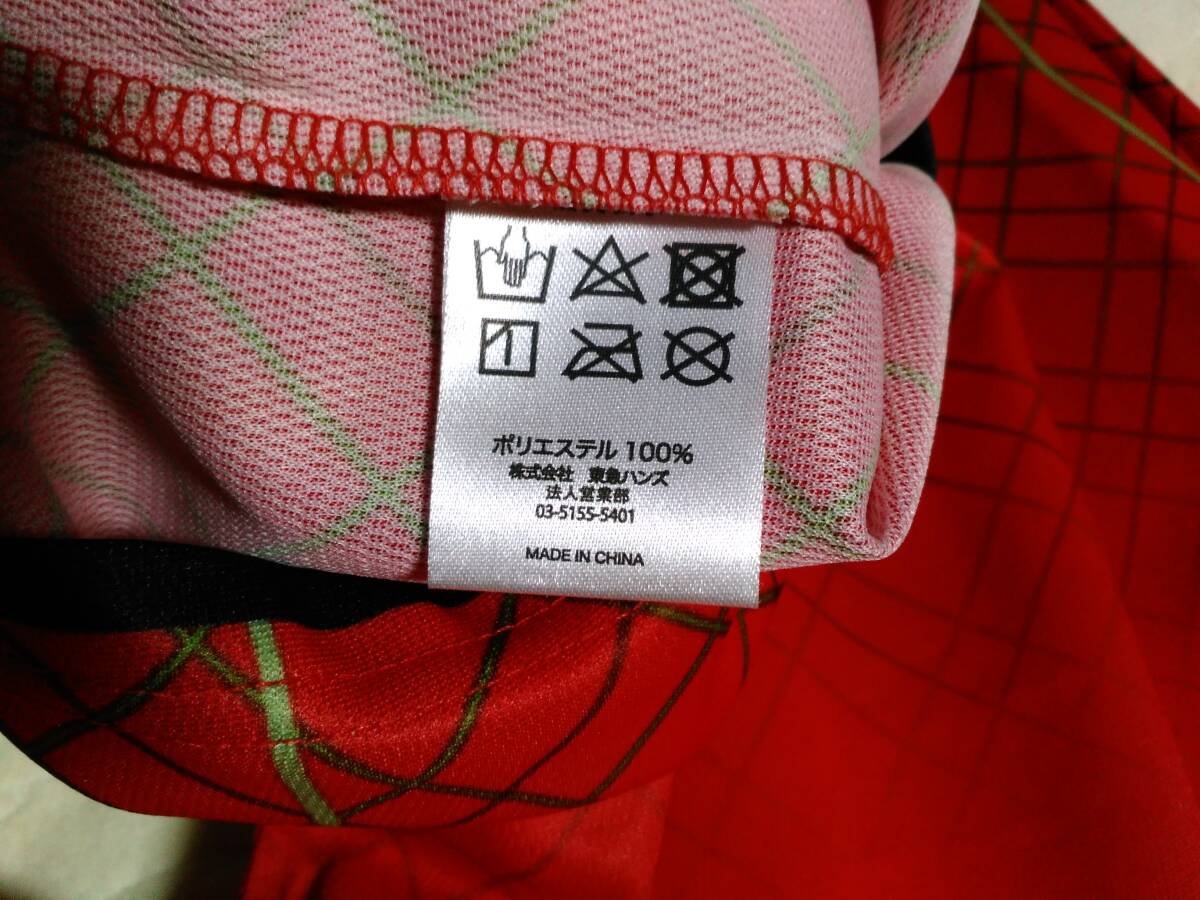 ポリエステル 100%
株式会社 東急ハンズ
法人営業部
03-5155-5401
MADE IN CHINA